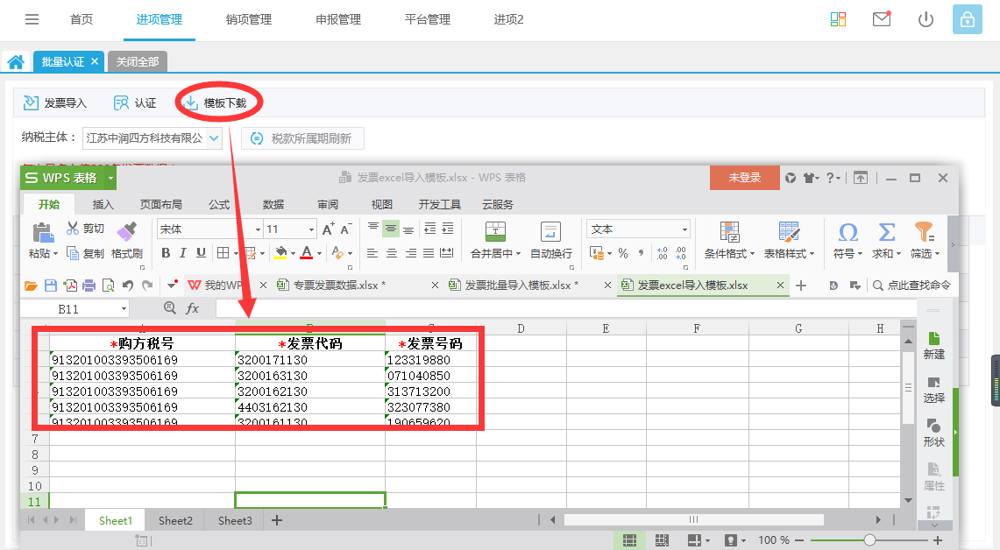 首页 进项管理 销项管理 申报管理 平台管理 进项2
批量认证 × 关闭全部
发票导入 认证 模板下载
纳税主体： 江苏中润四方科技有限公 税款所属期刷新
S WPS 表格 发票excel导入模板.xlsx - WPS 表格 未登录
开始 插入 页面布局 公式 数据 审阅 视图 开发工具 云服务
粘贴 剪切 复制 格式刷 宋体 11 A+ A- B I U A 合并居中 自动换行 文本 % 条件格式 表格样式 符号 求和 筛选
我的WP × 专票发票数据.xlsx * × 发票批量导入模板.xlsx * × 发票excel导入模板.xlsx × + 点此查找命令
B11 fx
D E F G H
*购方税号 *发票代码 *发票号码
913201003393506169 3200171130 123319880
913201003393506169 3200163130 071040850
913201003393506169 3200162130 313713200
913201003393506169 4403162130 323077380
913201003393506169 3200161130 190659620
7
8
9
10
11
新建
选择
形状
属性
Sheet1 Sheet2 Sheet3 +
100 %